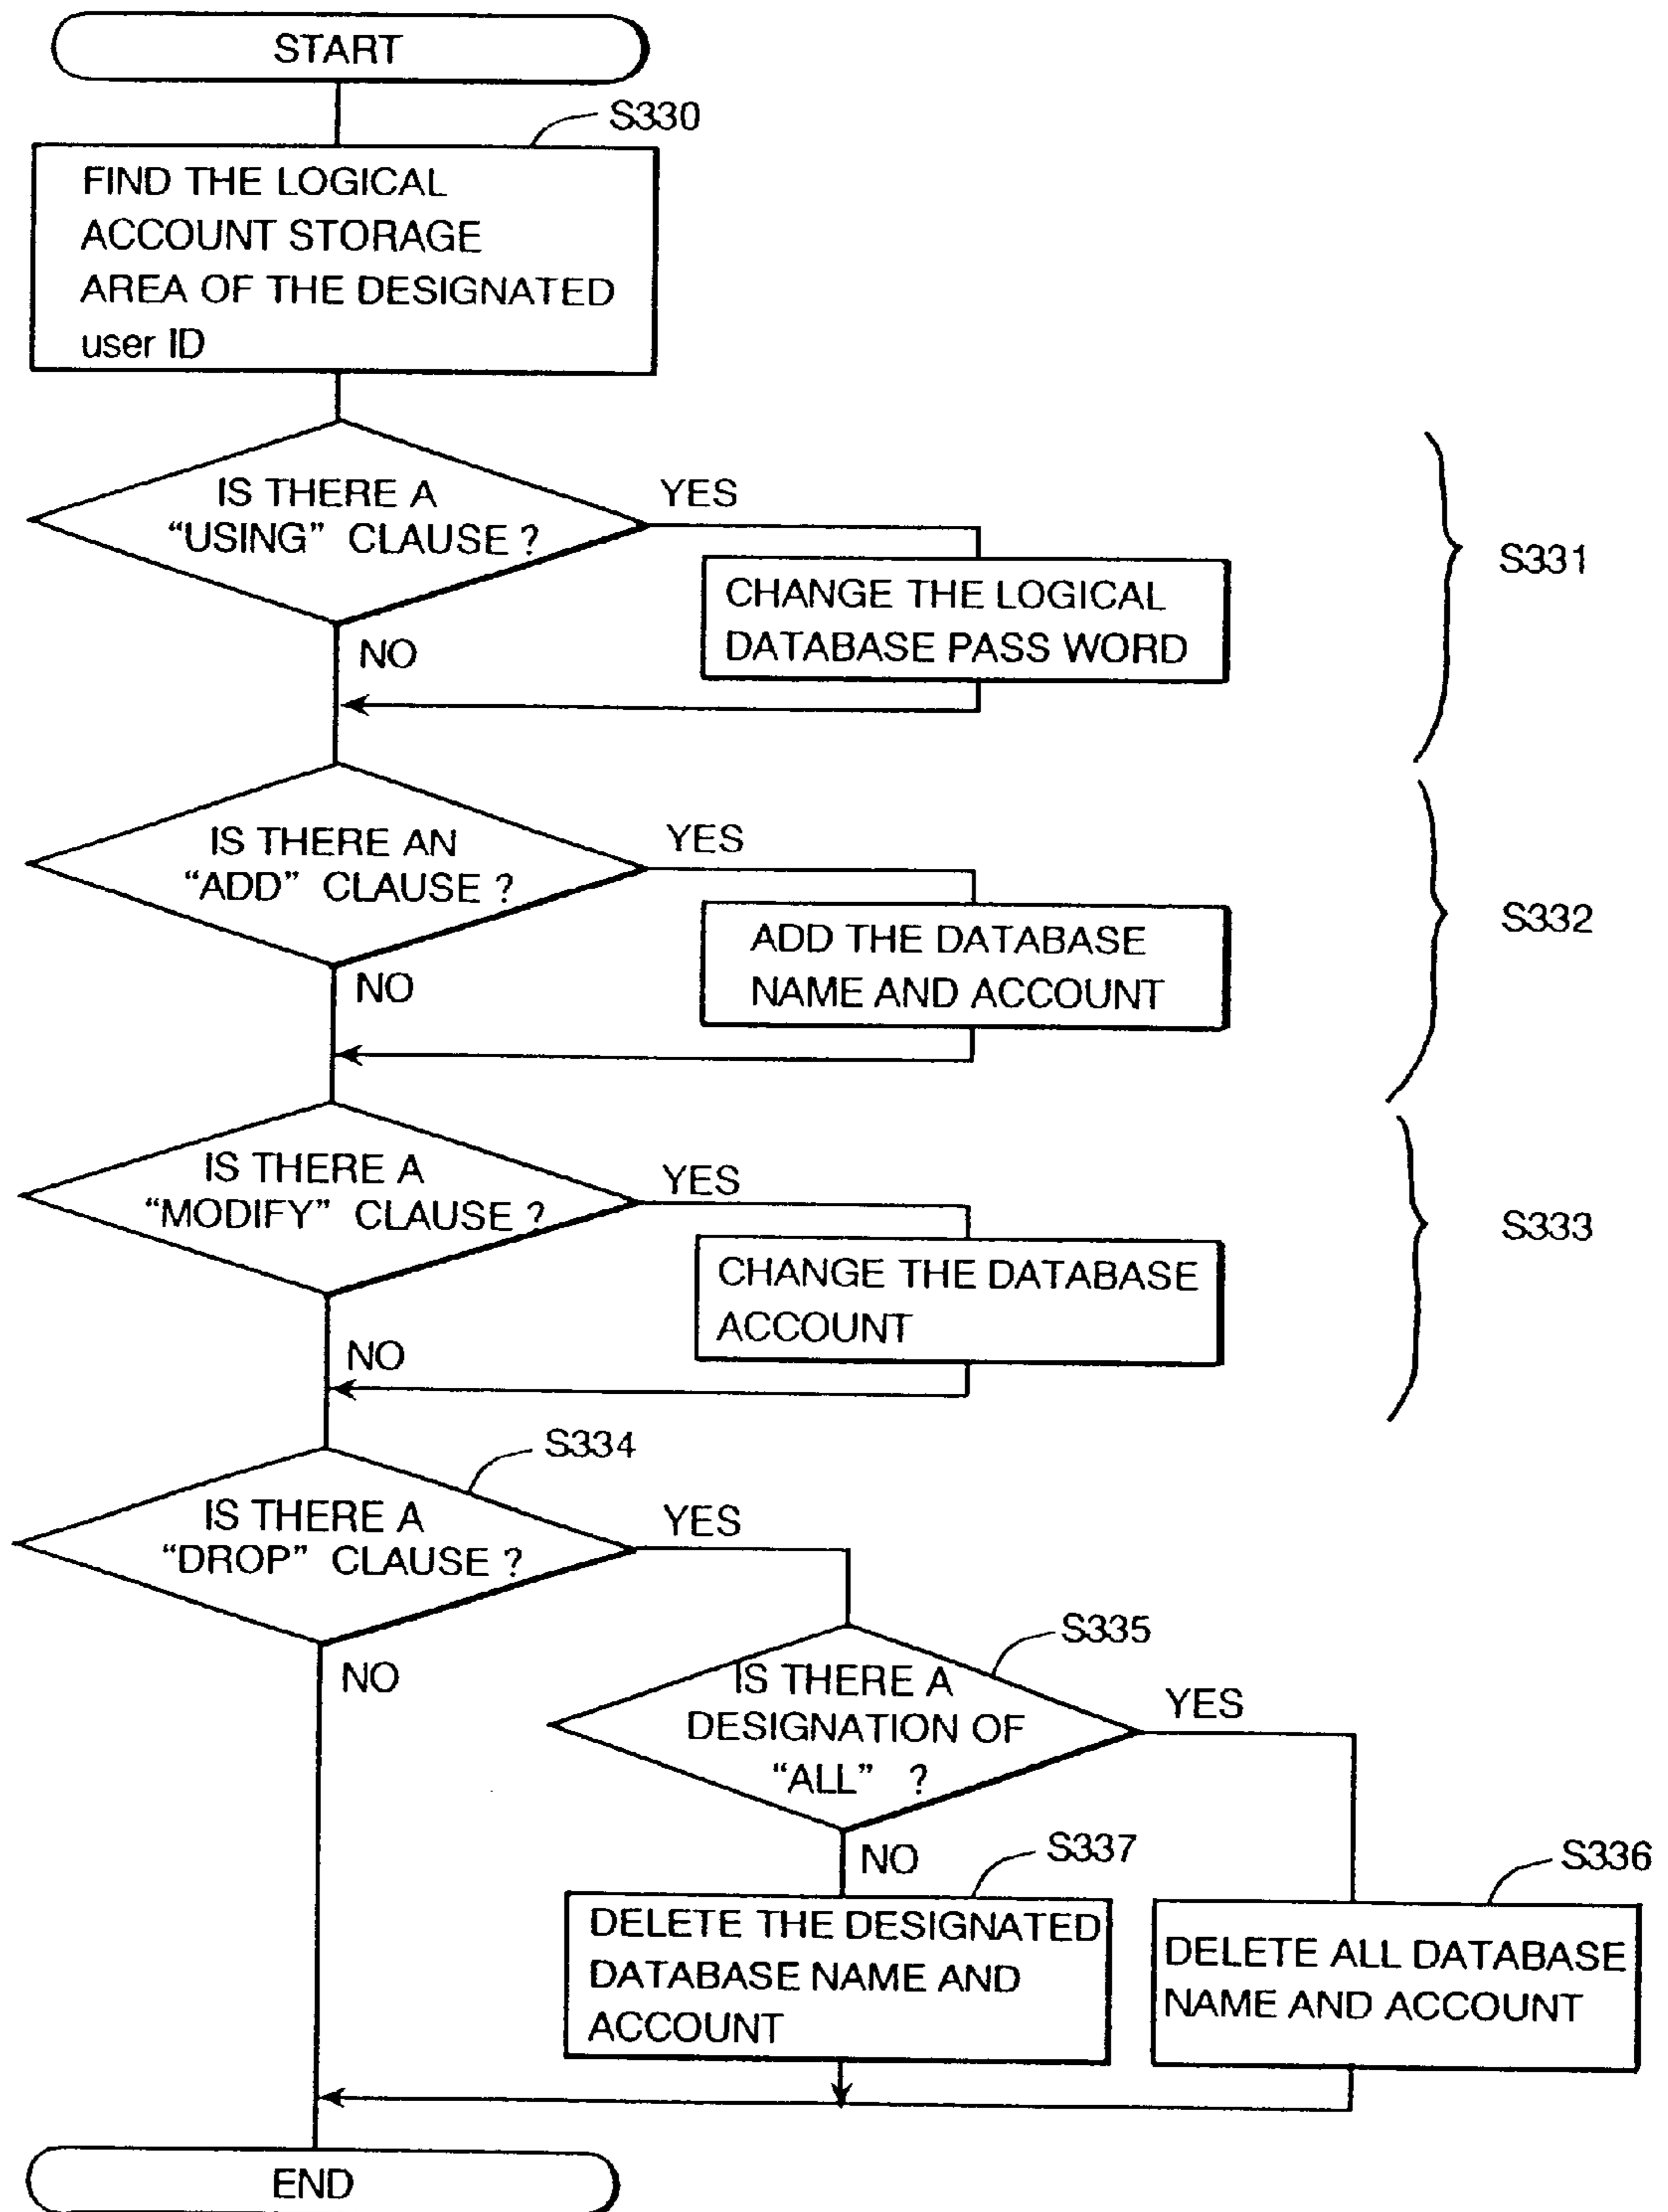 START
S330
FIND THE LOGICAL
ACCOUNT STORAGE
AREA OF THE DESIGNATED
user ID
IS THERE A
“USING” CLAUSE ?
YES
CHANGE THE LOGICAL
DATABASE PASS WORD
NO
S331
IS THERE AN
“ADD” CLAUSE ?
YES
ADD THE DATABASE
NAME AND ACCOUNT
NO
S332
IS THERE A
“MODIFY” CLAUSE ?
YES
CHANGE THE DATABASE
ACCOUNT
NO
S333
S334
IS THERE A
“DROP” CLAUSE ?
YES
NO
S335
IS THERE A
DESIGNATION OF
“ALL” ?
YES
NO
S337
DELETE THE DESIGNATED
DATABASE NAME AND
ACCOUNT
S336
DELETE ALL DATABASE
NAME AND ACCOUNT
END